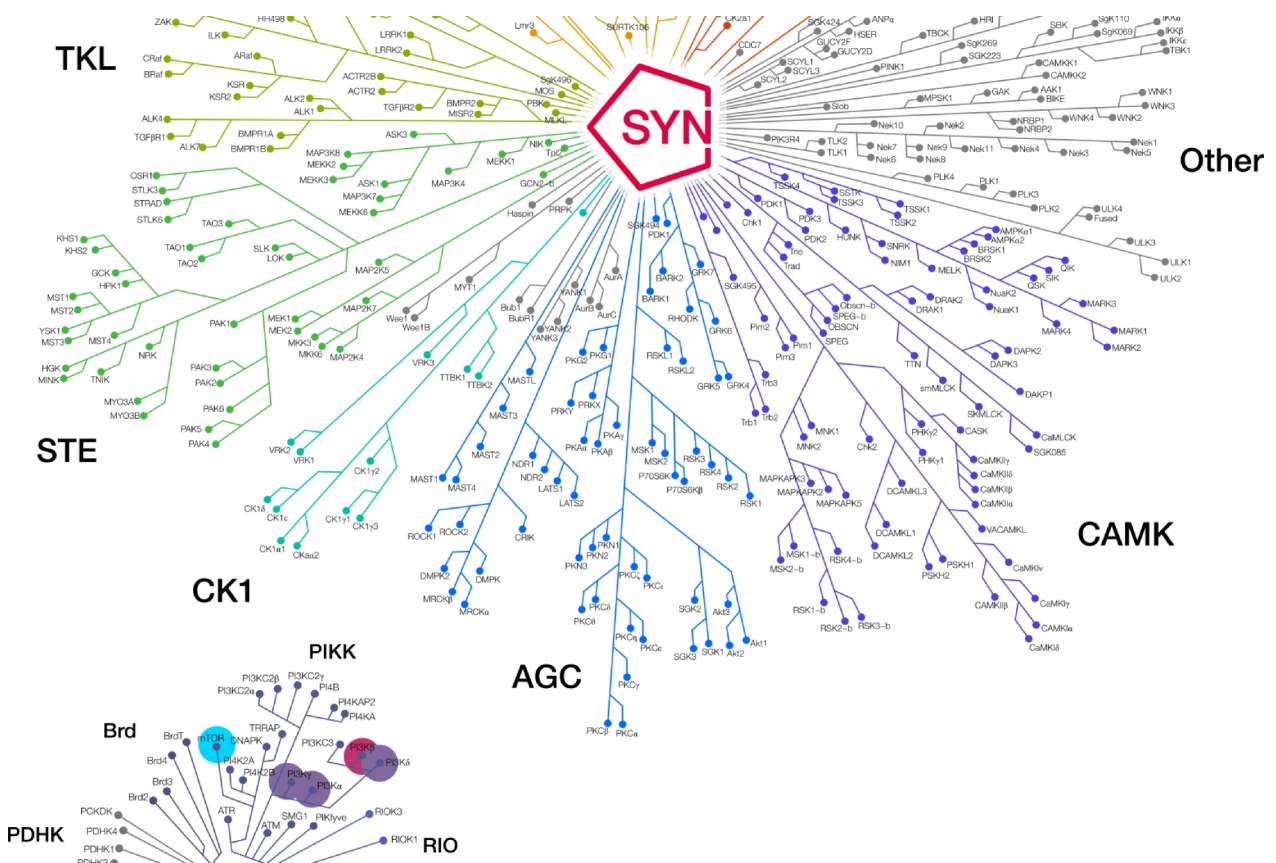 ZAK
HH498
ILK
TKL
CRaf
BRaf
ARaf
KSR
KSR2
LRRK1
LRRK2
Lmr3
SURTK106
CK2a1
CDC7
SGK424
ANPα
HSER
GUCY2F
GUCY2D
SCYL1
SCYL3
SCYL2
HRI
TBCK
SBK
SgK110
SgK069
IKKα
IKKβ
IKKε
TBK1
SgK269
SGK223
PINK1
CAMKK1
CAMKK2
ACTR2B
ACTR2
ALK2
ALK1
TGFβR2
BMPR2
MISR2
SgK496
MOS
PBK
MLKL
SYN
Slob
MPSK1
GAK
AAK1
BIKE
WNK1
WNK3
WNK4
WNK2
ALK4
TGFβR1
ALK7
BMPR1A
BMPR1B
ASK3
NIK
Tpl2
MEKK1
PIK3R4
TLK2
TLK1
Nek10
Nek2
NRBP1
NRBP2
Nek7
Nek6
Nek9
Nek8
Nek11
Nek4
Nek3
Nek1
Nek5
Other
MAP3K8
MEKK2
MEKK3
ASK1
MAP3K7
MEKK6
MAP3K4
GCN2-b
Haspin
PRPK
OSR1
STLK3
STRAD
STLK6
TAO3
TAO1
TAO2
SLK
LOK
KHS1
KHS2
GCK
HPK1
MST1
MST2
YSK1
MST3
MST4
HGK
MINK
NRK
TNIK
MYO3A
MYO3B
PAK1
PAK3
PAK2
PAK6
PAK5
PAK4
STE
MAP2K5
MAP2K7
MEK1
MEK2
MKK3
MKK6
MAP2K4
Wee1
Wee1B
MYT1
Bub1
BubR1
AurA
AurB
AurC
YANK1
YANK2
YANK3
VRK3
TTBK1
TTBK2
VRK2
VRK1
CK1γ2
CK1δ
CK1ε
CK1γ1
CK1γ3
CK1α1
CKaα2
CK1
SGK494
PDK1
BARK2
BARK1
GRK7
RHODK
GRK6
GRK5
GRK4
RSKL1
RSKL2
PKG2
PKG1
PRKY
PRKX
PKAγ
PKAα
PKAβ
MASTL
MAST3
MAST2
MAST1
MAST4
NDR1
NDR2
LATS1
LATS2
ROCK1
ROCK2
CRIK
DMPK2
DMPK
MRCKβ
MRCKα
MSK1
MSK2
P70S6K
P70S6Kβ
RSK3
RSK4
RSK2
RSK1
PKN1
PKN2
PKN3
PKCζ
PKCι
PKCδ
PKCθ
PKCη
PKCε
PKCγ
PKCβ
PKCα
SGK2
SGK3
SGK1
Akt3
Akt2
Akt1
AGC
TSSK4
SSTK
TSSK3
TSSK1
TSSK2
PDK1
Chk1
PDK3
PDK2
HUNK
SNRK
NIM1
MELK
PLK4
PLK1
PLK3
PLK2
ULK4
Fused
ULK3
ULK1
ULK2
AMPKα1
AMPKα2
BRSK1
BRSK2
QIK
SIK
QSK
NuaK2
NuaK1
MARK3
MARK4
MARK1
MARK2
Trio
Trad
SGK495
Obscn-b
SPEG-b
OBSCN
SPEG
DRAK2
DRAK1
TTN
smMLCK
SKMLCK
DAPK2
DAPK3
DAKP1
CaMLCK
SGK085
Pim2
Pim1
Pim3
Trb3
Trb1
Trb2
MNK1
MNK2
MAPKAPK3
MAPKAPK2
MAPKAPK5
MSK1-b
MSK2-b
RSK4-b
RSK1-b
RSK2-b
RSK3-b
Chk2
PHKγ2
PHKγ1
CASK
CaMKIIγ
CaMKIIδ
CaMKIIβ
CaMKIIα
DCAMKL3
DCAMKL1
DCAMKL2
VACAMKL
PSKH1
PSKH2
CaMKIv
CAMKIIβ
CaMKIγ
CAMKIα
CaMKIδ
CAMK
PIKK
PI3KC2α
PI3KC2β
PI3KC2γ
PI4B
PI4KAP2
PI4KA
Brd
BrdT
Brd4
Brd3
Brd2
mTOR
DNAPK
TRRAP
PI3KC3
PI3Kβ
PI3Kδ
PI4K2A
PI4K2B
PI3Kγ
PI3Kα
ATR
ATM
SMG1
PIKfyve
RIOK3
RIOK1
RIO
PCKDK
PDHK4
PDHK1
PDHK